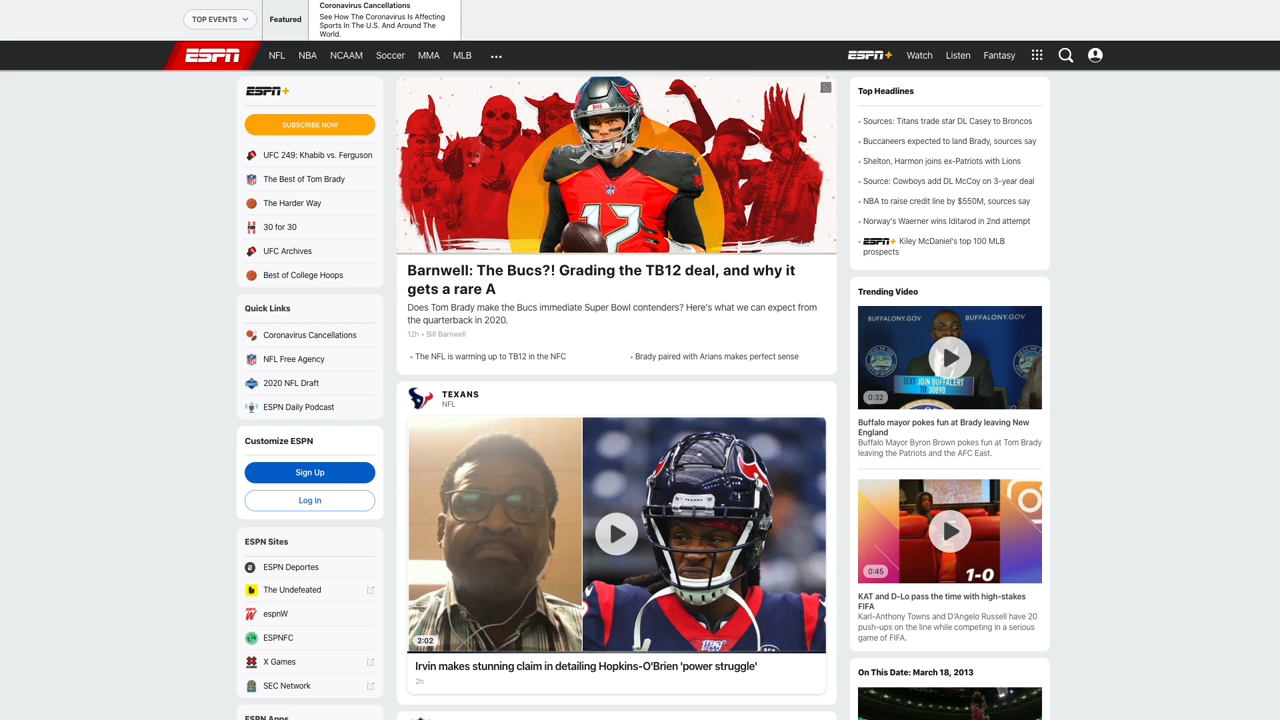 TOP EVENTS
Featured
Coronavirus Cancellations
See How The Coronavirus Is Affecting
Sports In The U.S. And Around The
World.
ESPN
NFL
NBA
NCAAM
Soccer
MMA
MLB
ESPN+
Watch
Listen
Fantasy
ESPN+
SUBSCRIBE NOW
UFC 249: Khabib vs. Ferguson
The Best of Tom Brady
The Harder Way
30 for 30
UFC Archives
Best of College Hoops
Quick Links
Coronavirus Cancellations
NFL Free Agency
2020 NFL Draft
ESPN Daily Podcast
Customize ESPN
Sign Up
Log In
ESPN Sites
ESPN Deportes
The Undefeated
espnW
ESPNFC
X Games
SEC Network
ESPN Apps
12
Barnwell: The Bucs?! Grading the TB12 deal, and why it
gets a rare A
Does Tom Brady make the Bucs immediate Super Bowl contenders? Here's what we can expect from
the quarterback in 2020.
12h • Bill Barnwell
The NFL is warming up to TB12 in the NFC
Brady paired with Arians makes perfect sense
TEXANS
NFL
TEXANS
2:02
Irvin makes stunning claim in detailing Hopkins-O'Brien 'power struggle'
2h
Top Headlines
Sources: Titans trade star DL Casey to Broncos
Buccaneers expected to land Brady, sources say
Shelton, Harmon joins ex-Patriots with Lions
Source: Cowboys add DL McCoy on 3-year deal
NBA to raise credit line by $550M, sources say
Norway's Waerner wins Iditarod in 2nd attempt
ESPN+ Kiley McDaniel's top 100 MLB
prospects
Trending Video
BUFFALONY.GOV
BUFFALONY.GOV
TEXT JOIN BUFFALERT
TO 30890
0:32
Buffalo mayor pokes fun at Brady leaving New
England
Buffalo Mayor Byron Brown pokes fun at Tom Brady
leaving the Patriots and the AFC East.
0:45
1-0
KAT and D-Lo pass the time with high-stakes
FIFA
Karl-Anthony Towns and D'Angelo Russell have 20
push-ups on the line while competing in a serious
game of FIFA.
On This Date: March 18, 2013